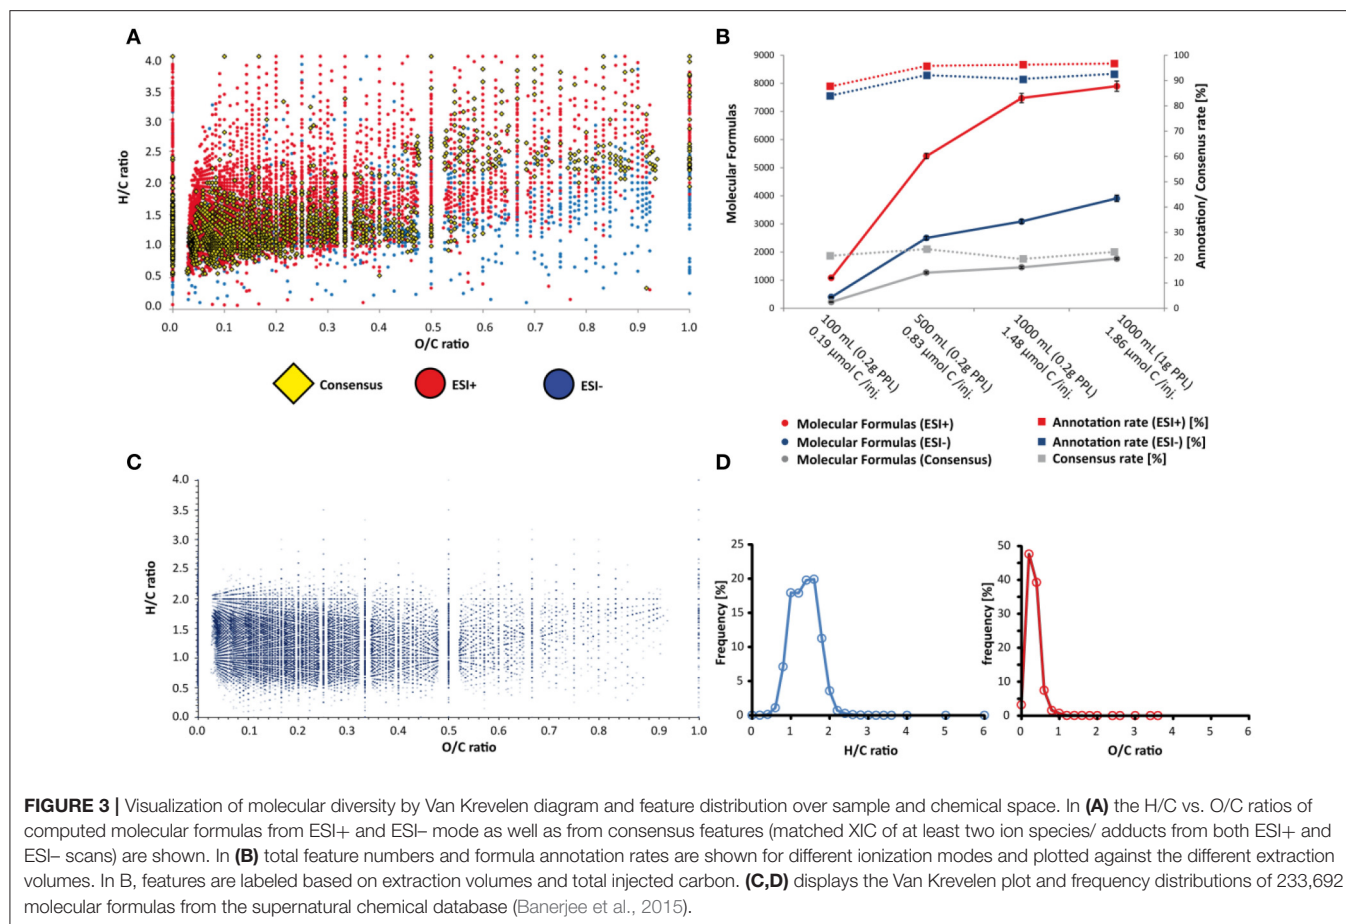 A
H/C ratio
4.0
3.5
3.0
2.5
2.0
1.5
1.0
0.5
0.0
0.0 0.1 0.2 0.3 0.4 0.5 0.6 0.7 0.8 0.9 1.0
O/C ratio
Consensus ESI+ ESI-
B
Molecular Formulas
9000
8000
7000
6000
5000
4000
3000
2000
1000
0
100
90
80
70
60
50
40
30
20
10
0
Annotation/ Consenus rate [%]
100 mL (0.2g PPL)
0.19 µmol C /inj.
500 mL (0.2g PPL)
0.83 µmol C /inj.
1000 mL (0.2g PPL)
1.48 µmol C /inj.
1000 mL (1g PPL)
1.86 µmol C /inj.
Molecular Formulas (ESI+)
Molecular Formulas (ESI-)
Molecular Formulas (Consensus)
Annotation rate (ESI+) [%]
Annotation rate (ESI-) [%]
Consensus rate [%]
C
H/C ratio
4.0
3.5
3.0
2.5
2.0
1.5
1.0
0.5
0.0
0.0 0.1 0.2 0.3 0.4 0.5 0.6 0.7 0.8 0.9 1.0
O/C ratio
D
Frequency [%]
25
20
15
10
5
0
0 1 2 3 4 5 6
H/C ratio
frequency [%]
50
40
30
20
10
0
0 1 2 3 4 5 6
O/C ratio
FIGURE 3 | Visualization of molecular diversity by Van Krevelen diagram and feature distribution over sample and chemical space. In (A) the H/C vs. O/C ratios of
computed molecular formulas from ESI+ and ESI– mode as well as from consensus features (matched XIC of at least two ion species/ adducts from both ESI+ and
ESI– scans) are shown. In (B) total feature numbers and formula annotation rates are shown for different ionization modes and plotted against the different extraction
volumes. In B, features are labeled based on extraction volumes and total injected carbon. (C,D) displays the Van Krevelen plot and frequency distributions of 233,692
molecular formulas from the supernatural chemical database (Banerjee et al., 2015).